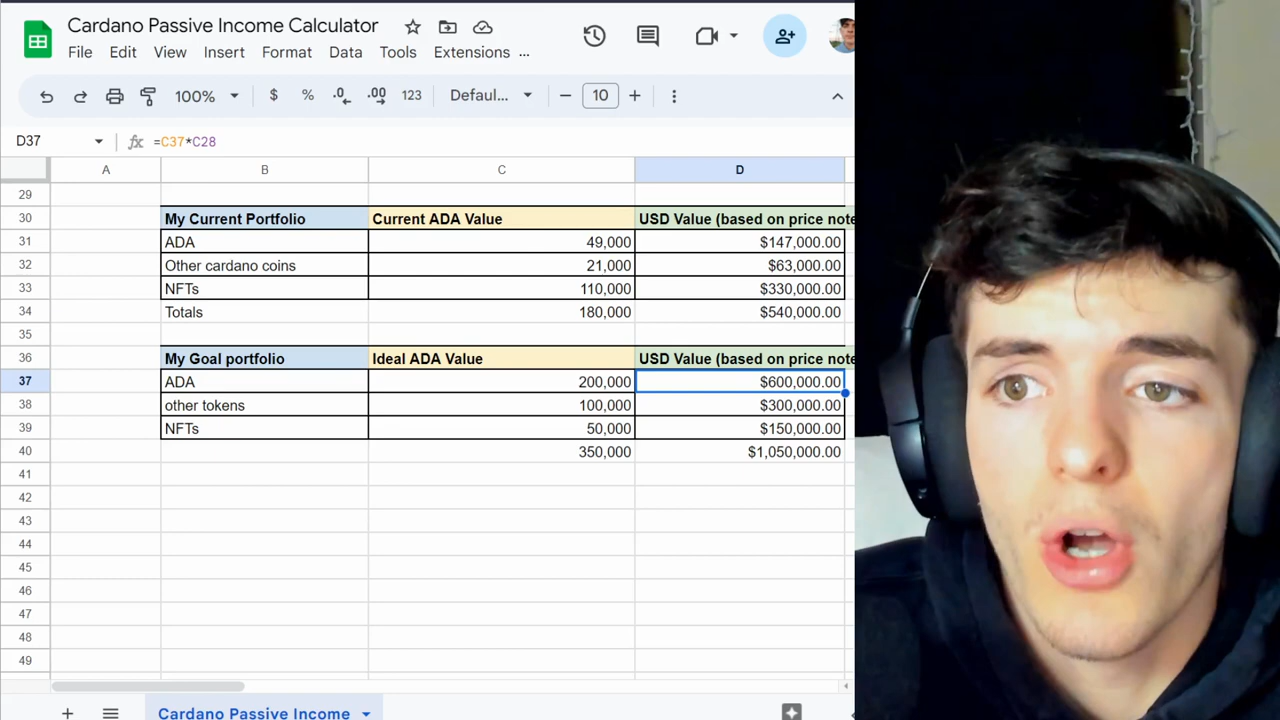 Cardano Passive Income Calculator
File Edit View Insert Format Data Tools Extensions ...
100% $ % .0 .00 123 Defaul... − 10 +
D37 fx =C37*C28
A B C D
29
30 My Current Portfolio Current ADA Value USD Value (based on price note
31 ADA 49,000 $147,000.00
32 Other cardano coins 21,000 $63,000.00
33 NFTs 110,000 $330,000.00
34 Totals 180,000 $540,000.00
35
36 My Goal portfolio Ideal ADA Value USD Value (based on price note
37 ADA 200,000 $600,000.00
38 other tokens 100,000 $300,000.00
39 NFTs 50,000 $150,000.00
40 350,000 $1,050,000.00
41
42
43
44
45
46
47
48
49
+ Cardano Passive Income